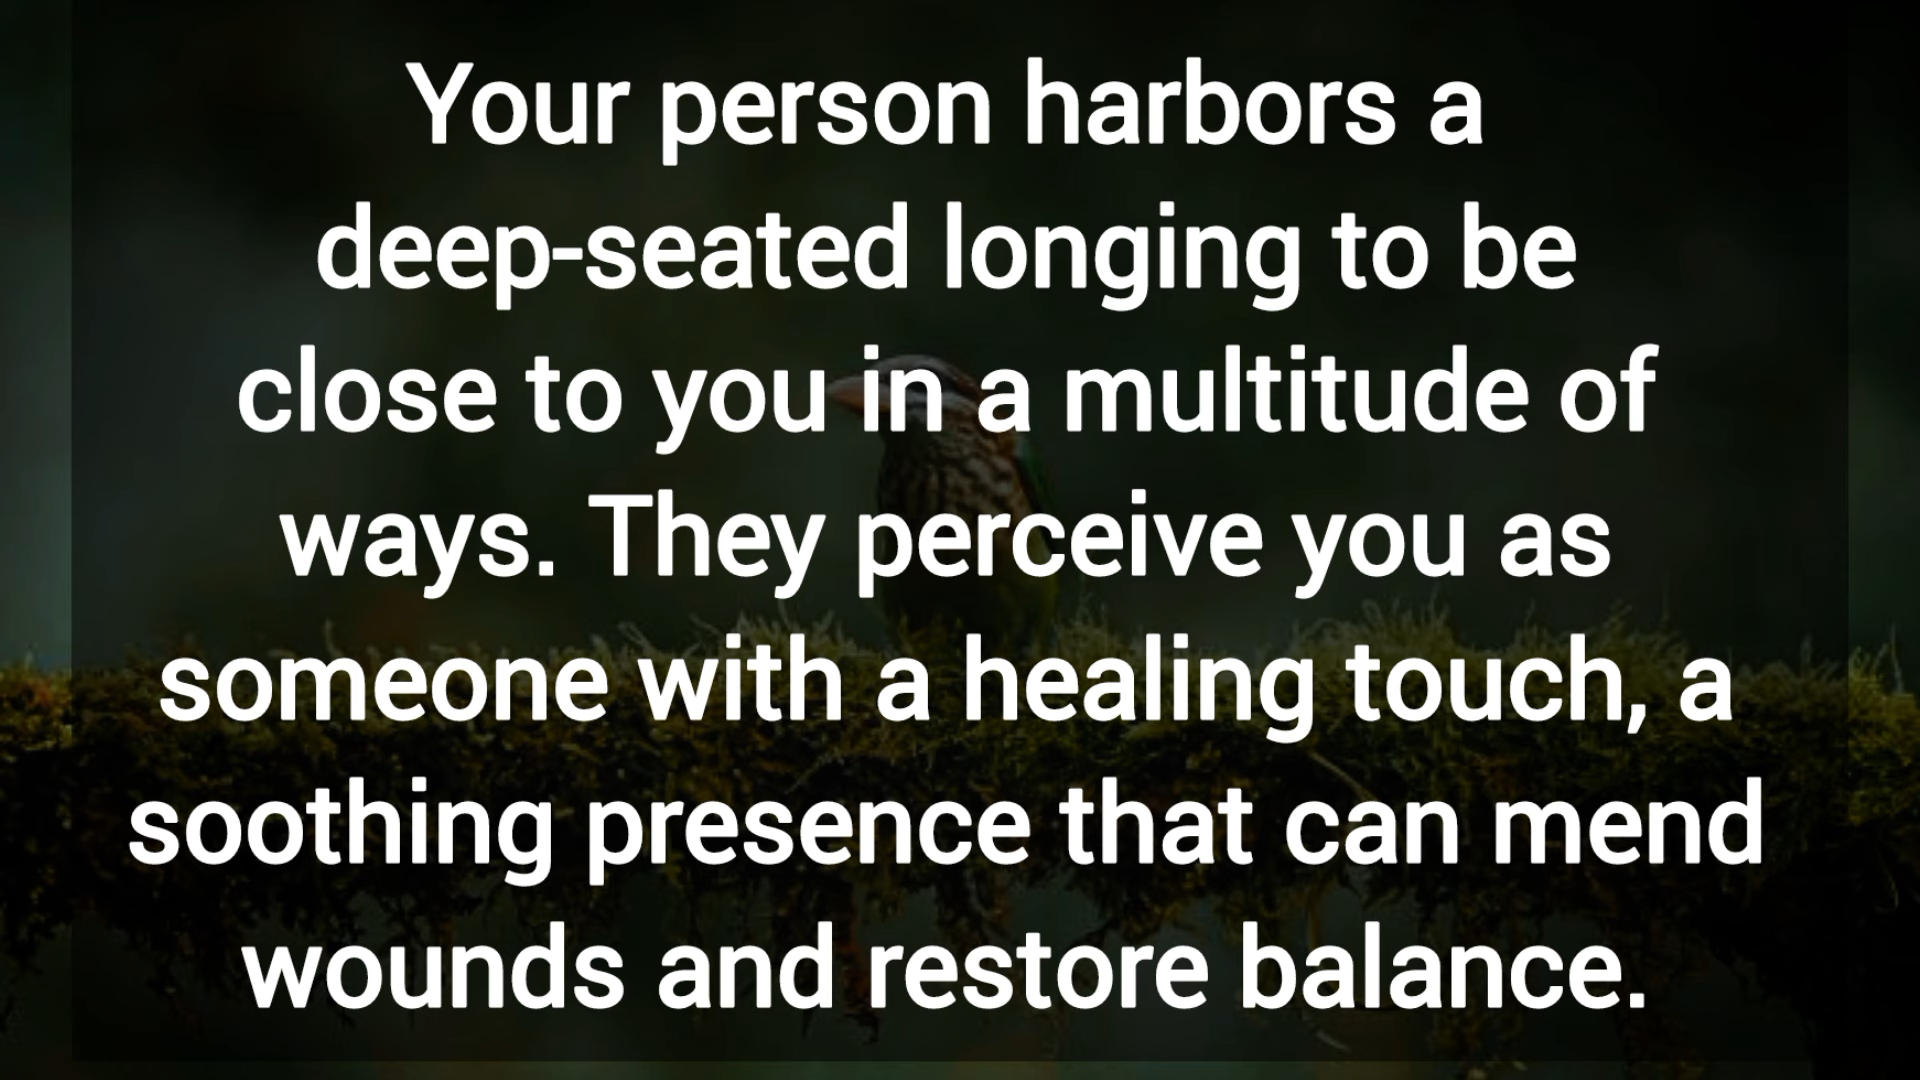 Your person harbors a
deep-seated longing to be
close to you in a multitude of
ways. They perceive you as
someone with a healing touch, a
soothing presence that can mend
wounds and restore balance.